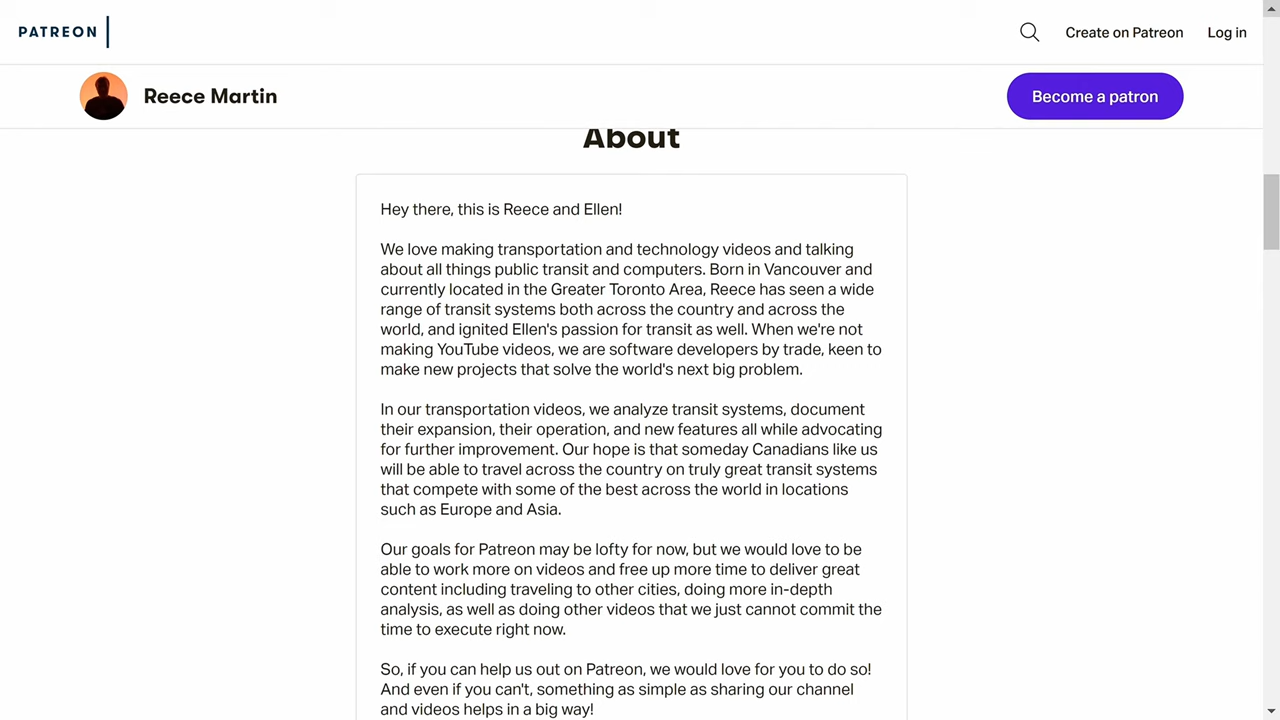 PATREON
Create on Patreon
Log in
Reece Martin
Become a patron
About
Hey there, this is Reece and Ellen!
We love making transportation and technology videos and talking
about all things public transit and computers. Born in Vancouver and
currently located in the Greater Toronto Area, Reece has seen a wide
range of transit systems both across the country and across the
world, and ignited Ellen's passion for transit as well. When we're not
making YouTube videos, we are software developers by trade, keen to
make new projects that solve the world's next big problem.
In our transportation videos, we analyze transit systems, document
their expansion, their operation, and new features all while advocating
for further improvement. Our hope is that someday Canadians like us
will be able to travel across the country on truly great transit systems
that compete with some of the best across the world in locations
such as Europe and Asia.
Our goals for Patreon may be lofty for now, but we would love to be
able to work more on videos and free up more time to deliver great
content including traveling to other cities, doing more in-depth
analysis, as well as doing other videos that we just cannot commit the
time to execute right now.
So, if you can help us out on Patreon, we would love for you to do so!
And even if you can't, something as simple as sharing our channel
and videos helps in a big way!